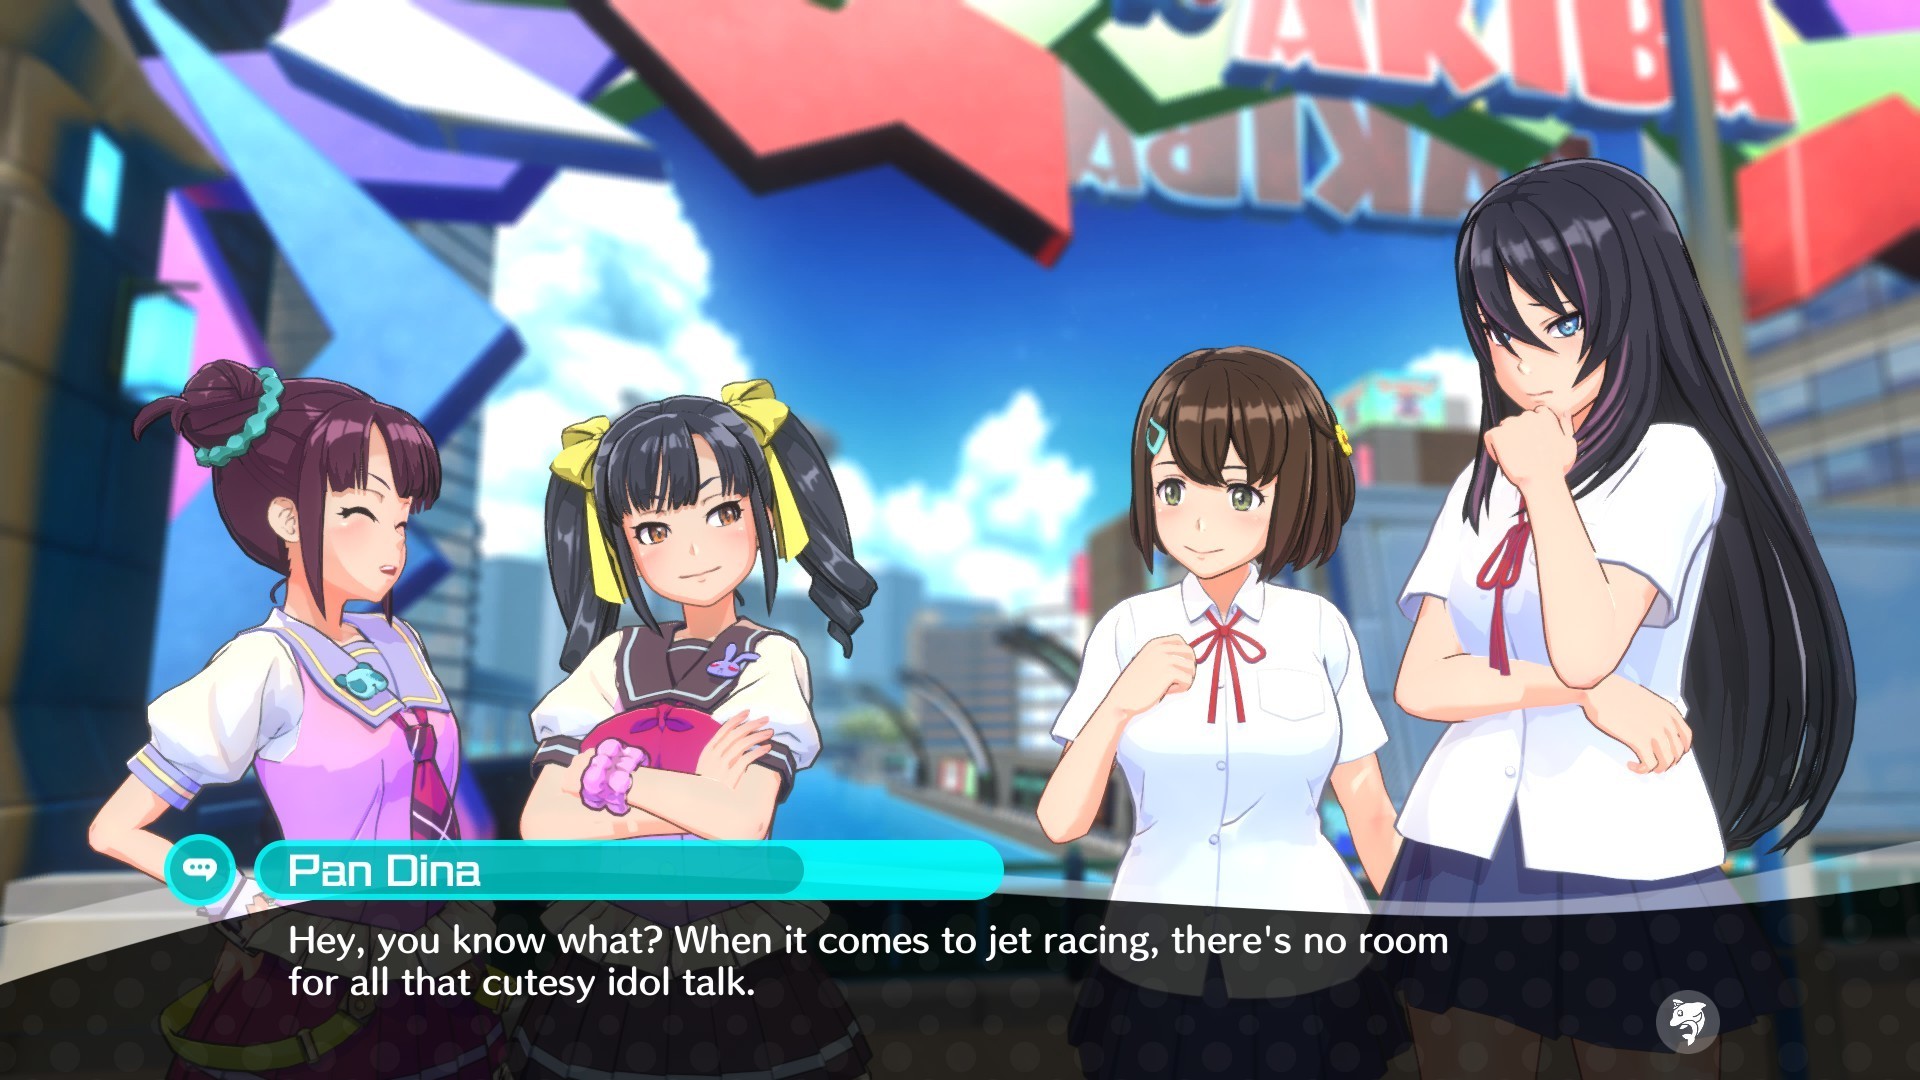 AKIBA
Pan Dina
Hey, you know what? When it comes to jet racing, there's no room
for all that cutesy idol talk.